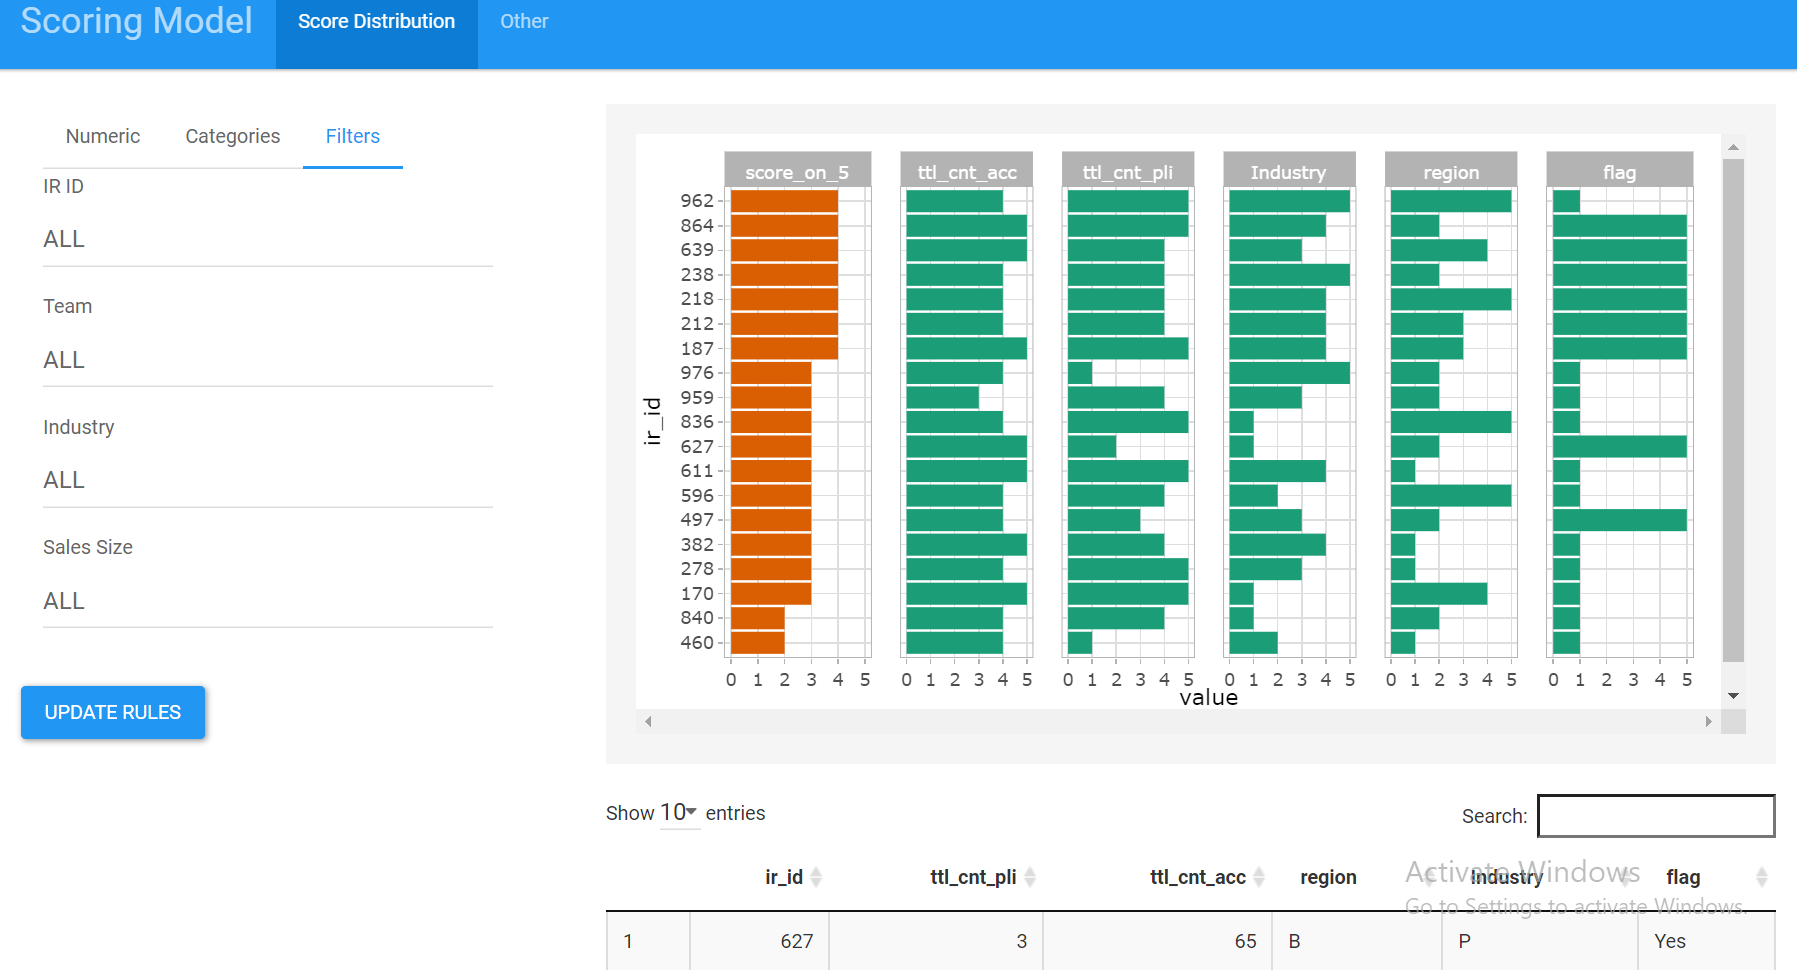 Scoring Model Score Distribution Other
Numeric Categories Filters
IR ID
ALL
Team
ALL
Industry
ALL
Sales Size
ALL
UPDATE RULES
score_on_5 ttl_cnt_acc ttl_cnt_pli Industry region flag
ir_id
962
864
639
238
218
212
187
976
959
836
627
611
596
497
382
278
170
840
460
0 1 2 3 4 5 0 1 2 3 4 5 0 1 2 3 4 5 0 1 2 3 4 5 0 1 2 3 4 5 0 1 2 3 4 5
value
Show 10 entries Search:
ir_id ttl_cnt_pli ttl_cnt_acc region Industry flag
Activate Windows
Go to Settings to activate Windows.
1 627 3 65 B P Yes